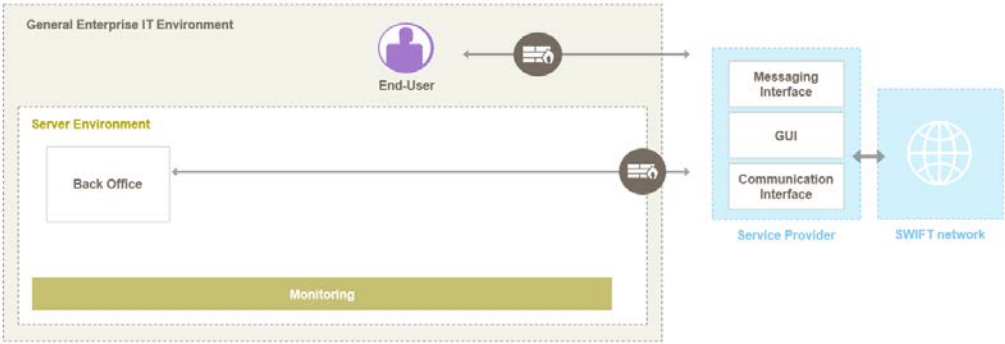 General Enterprise IT Environment
End-User
Server Environment
Back Office
Monitoring
Messaging
Interface
GUI
Communication
Interface
Service Provider
SWIFT network